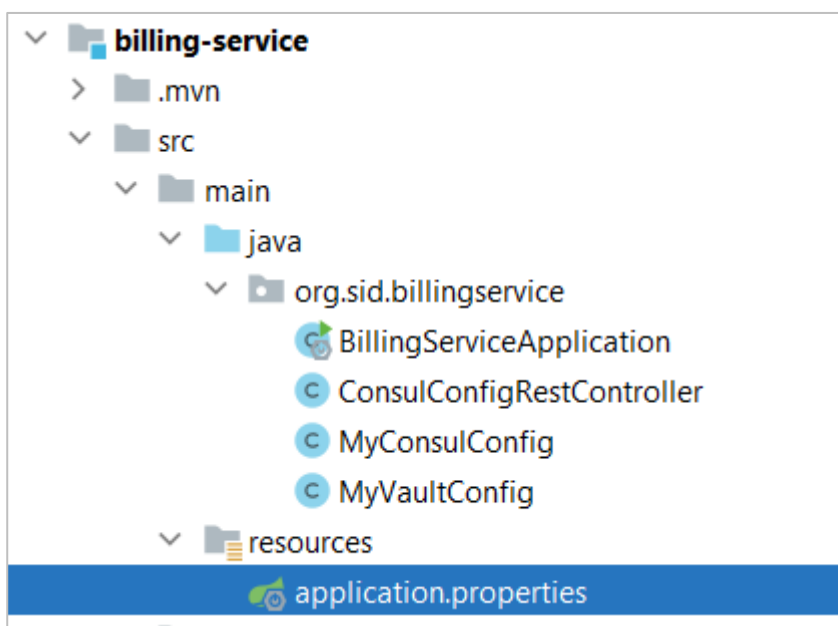 billing-service
.mvn
src
main
java
org.sid.billingservice
BillingServiceApplication
C ConsulConfigRestController
C MyConsulConfig
C MyVaultConfig
resources
application.properties